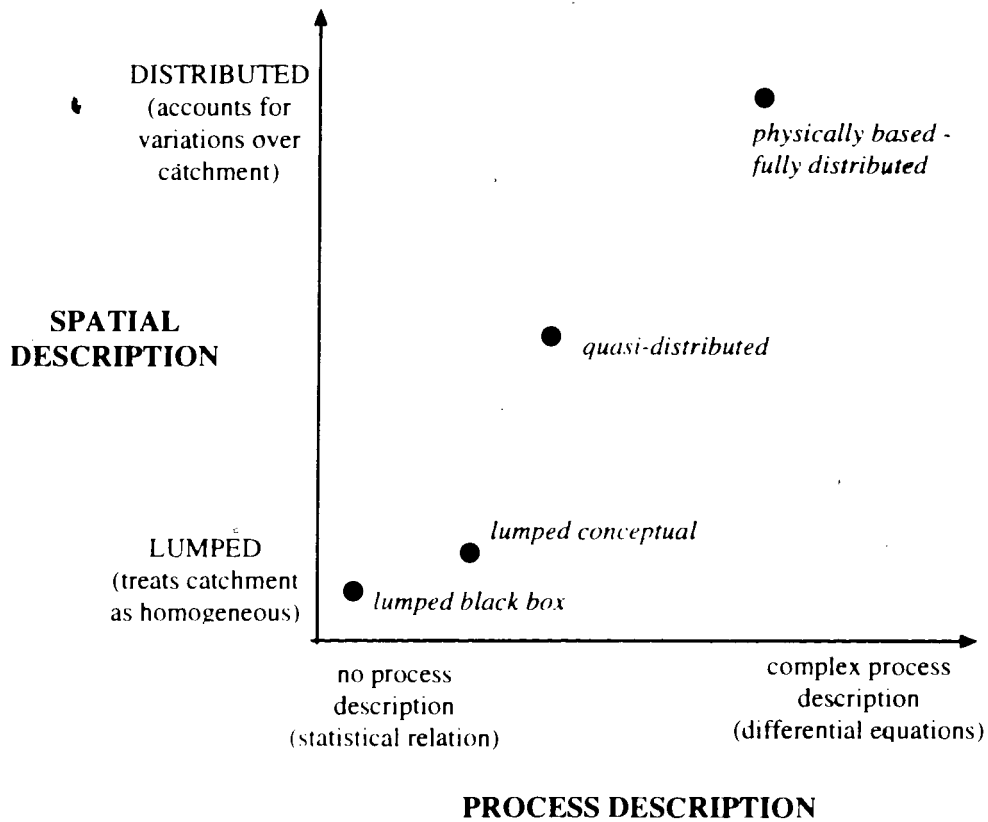 DISTRIBUTED
(accounts for
variations over
catchment)
physically based -
fully distributed
SPATIAL
DESCRIPTION
quasi-distributed
lumped conceptual
LUMPED
(treats catchment
as homogeneous)
lumped black box
no process
description
(statistical relation)
complex process
description
(differential equations)
PROCESS DESCRIPTION